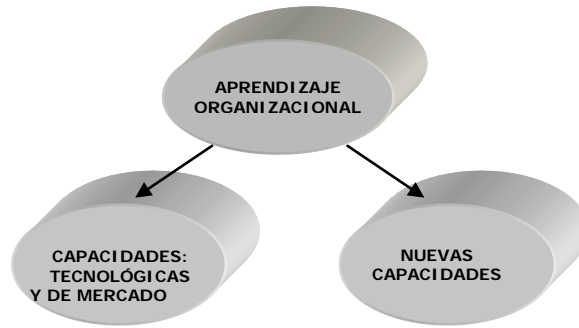 APRENDIZAJE
ORGANIZACIONAL
CAPACIDADES:
TECNOLÓGICAS
Y DE MERCADO
NUEVAS
CAPACIDADES